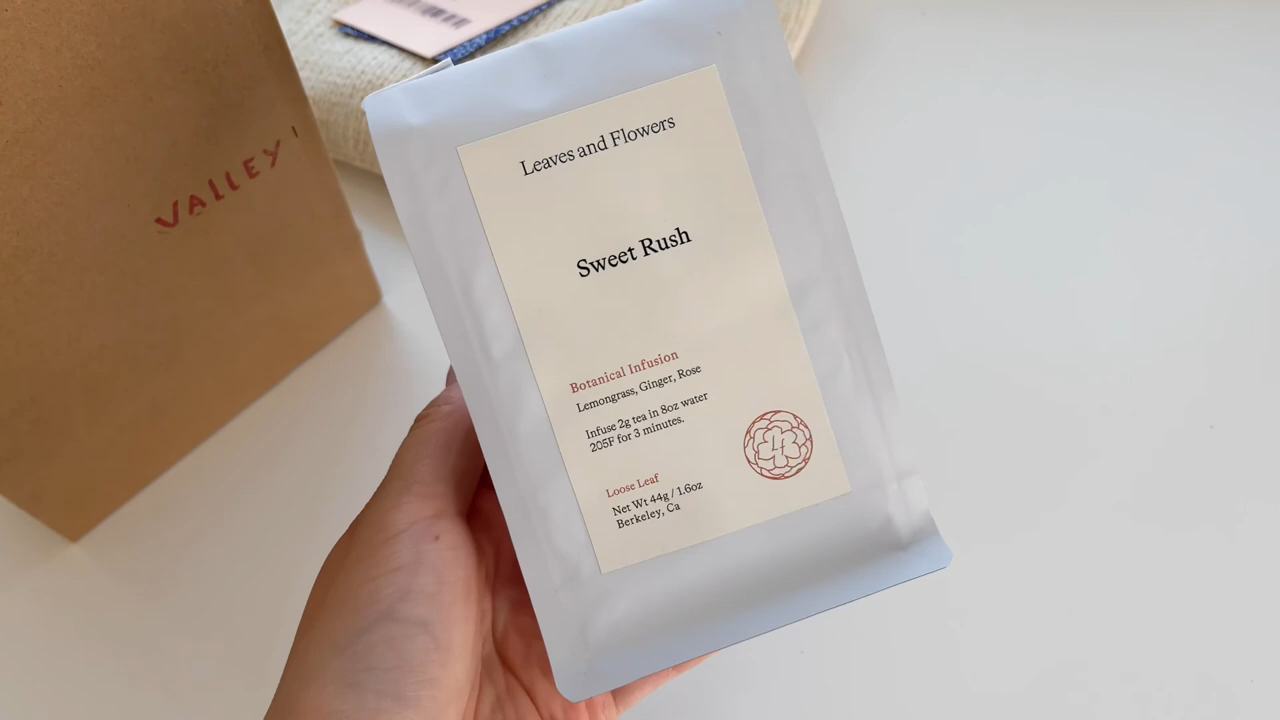 VALLEY
Leaves and Flowers
Sweet Rush
Botanical Infusion
Lemongrass, Ginger, Rose
Infuse 2g tea in 8oz water
205F for 3 minutes.
Lf
Loose Leaf
Net Wt 44g / 1.6oz
Berkeley, Ca